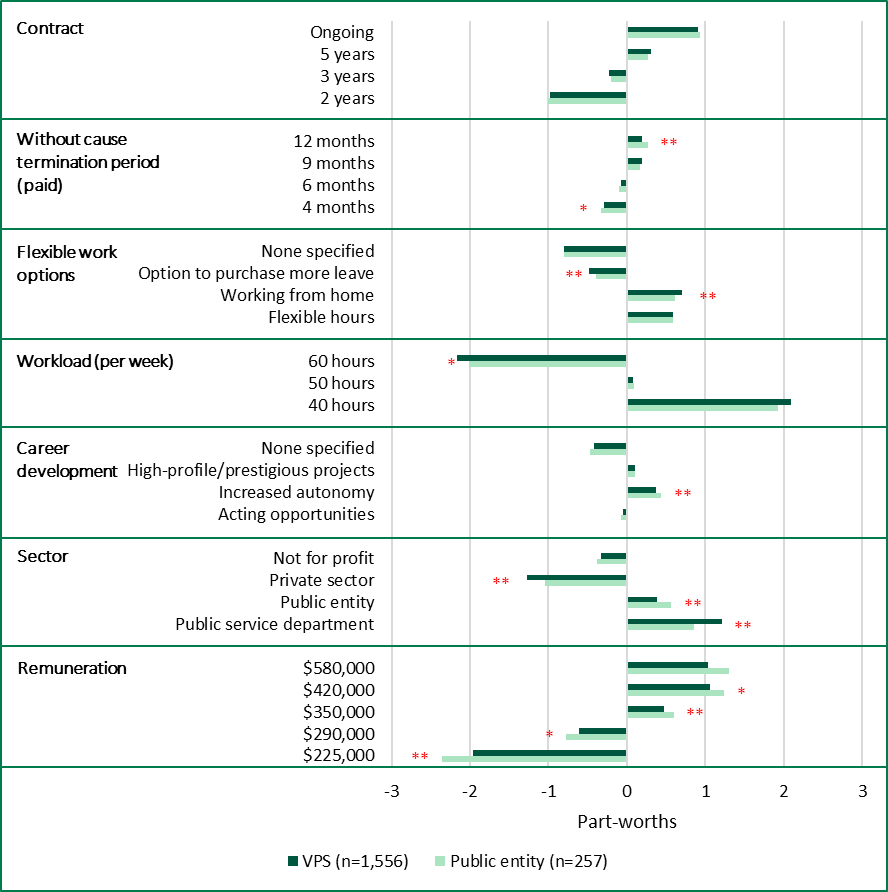 Contract
Ongoing
5 years
3 years
2 years
Without cause
termination period
(paid)
12 months
**
9 months
6 months
4 months
*
Flexible work
options
None specified
Option to purchase more leave
**
Working from home
**
Flexible hours
Workload (per week)
60 hours
*
50 hours
40 hours
Career
development
None specified
High-profile/prestigious projects
Increased autonomy
**
Acting opportunities
Sector
Not for profit
Private sector
**
Public entity
**
Public service department
**
Remuneration
$580,000
$420,000
*
$350,000
**
$290,000
*
$225,000
**
-3 -2 -1 0 1 2 3
Part-worths
VPS (n=1,556) Public entity (n=257)